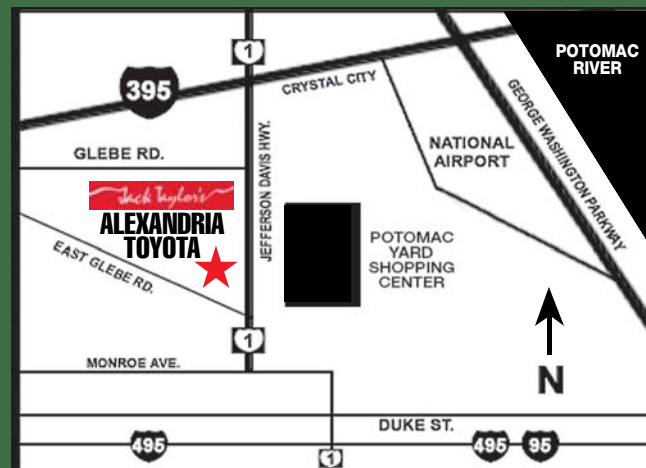 1
POTOMAC
RIVER
395
CRYSTAL CITY
GEORGE WASHINGTON PARKWAY
GLEBE RD.
JEFFERSON DAVIS HWY.
NATIONAL
AIRPORT
Jack Taylor's
ALEXANDRIA
TOYOTA
EAST GLEBE RD.
POTOMAC
YARD
SHOPPING
CENTER
1
MONROE AVE.
N
DUKE ST.
495
1
495
95